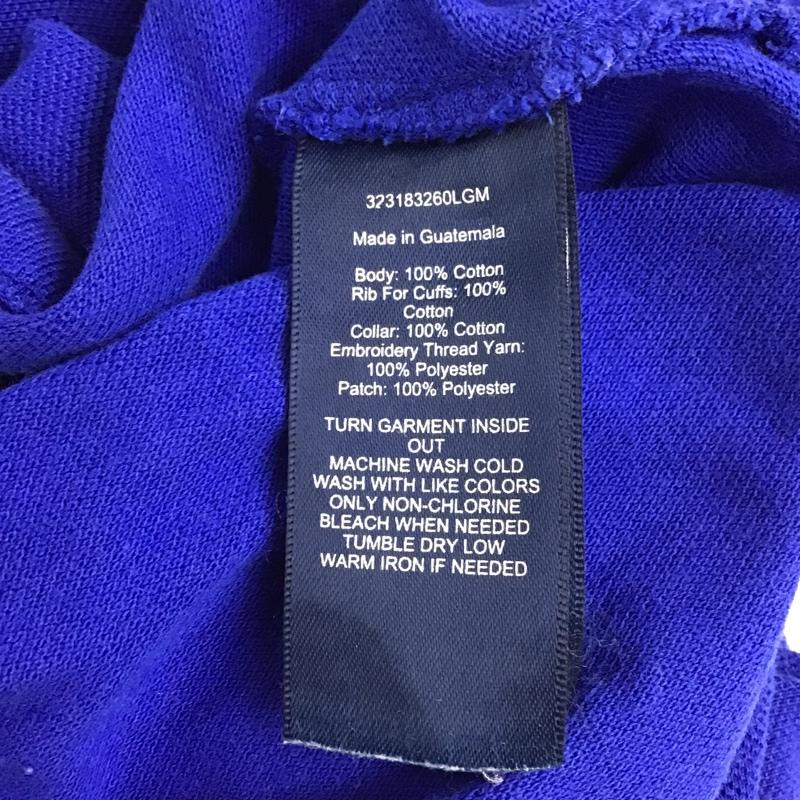 323183260LGM
Made in Guatemala
Body: 100% Cotton
Rib For Cuffs: 100%
Cotton
Collar: 100% Cotton
Embroidery Thread Yarn:
100% Polyester
Patch: 100% Polyester
TURN GARMENT INSIDE
OUT
MACHINE WASH COLD
WASH WITH LIKE COLORS
ONLY NON-CHLORINE
BLEACH WHEN NEEDED
TUMBLE DRY LOW
WARM IRON IF NEEDED